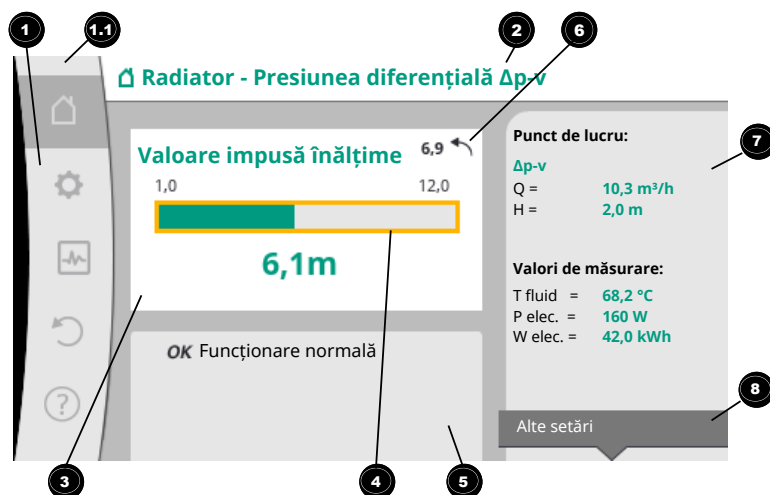 1
1.1
2
6
Radiator - Presiunea diferențială Δp-v
Valoare impusă înălțime
6,9
1,0
12,0
6,1m
OK Funcționare normală
Punct de lucru:
Δp-v
Q = 10,3 m³/h
H = 2,0 m
7
Valori de măsurare:
T fluid = 68,2 °C
P elec. = 160 W
W elec. = 42,0 kWh
8
Alte setări
?
3
4
5